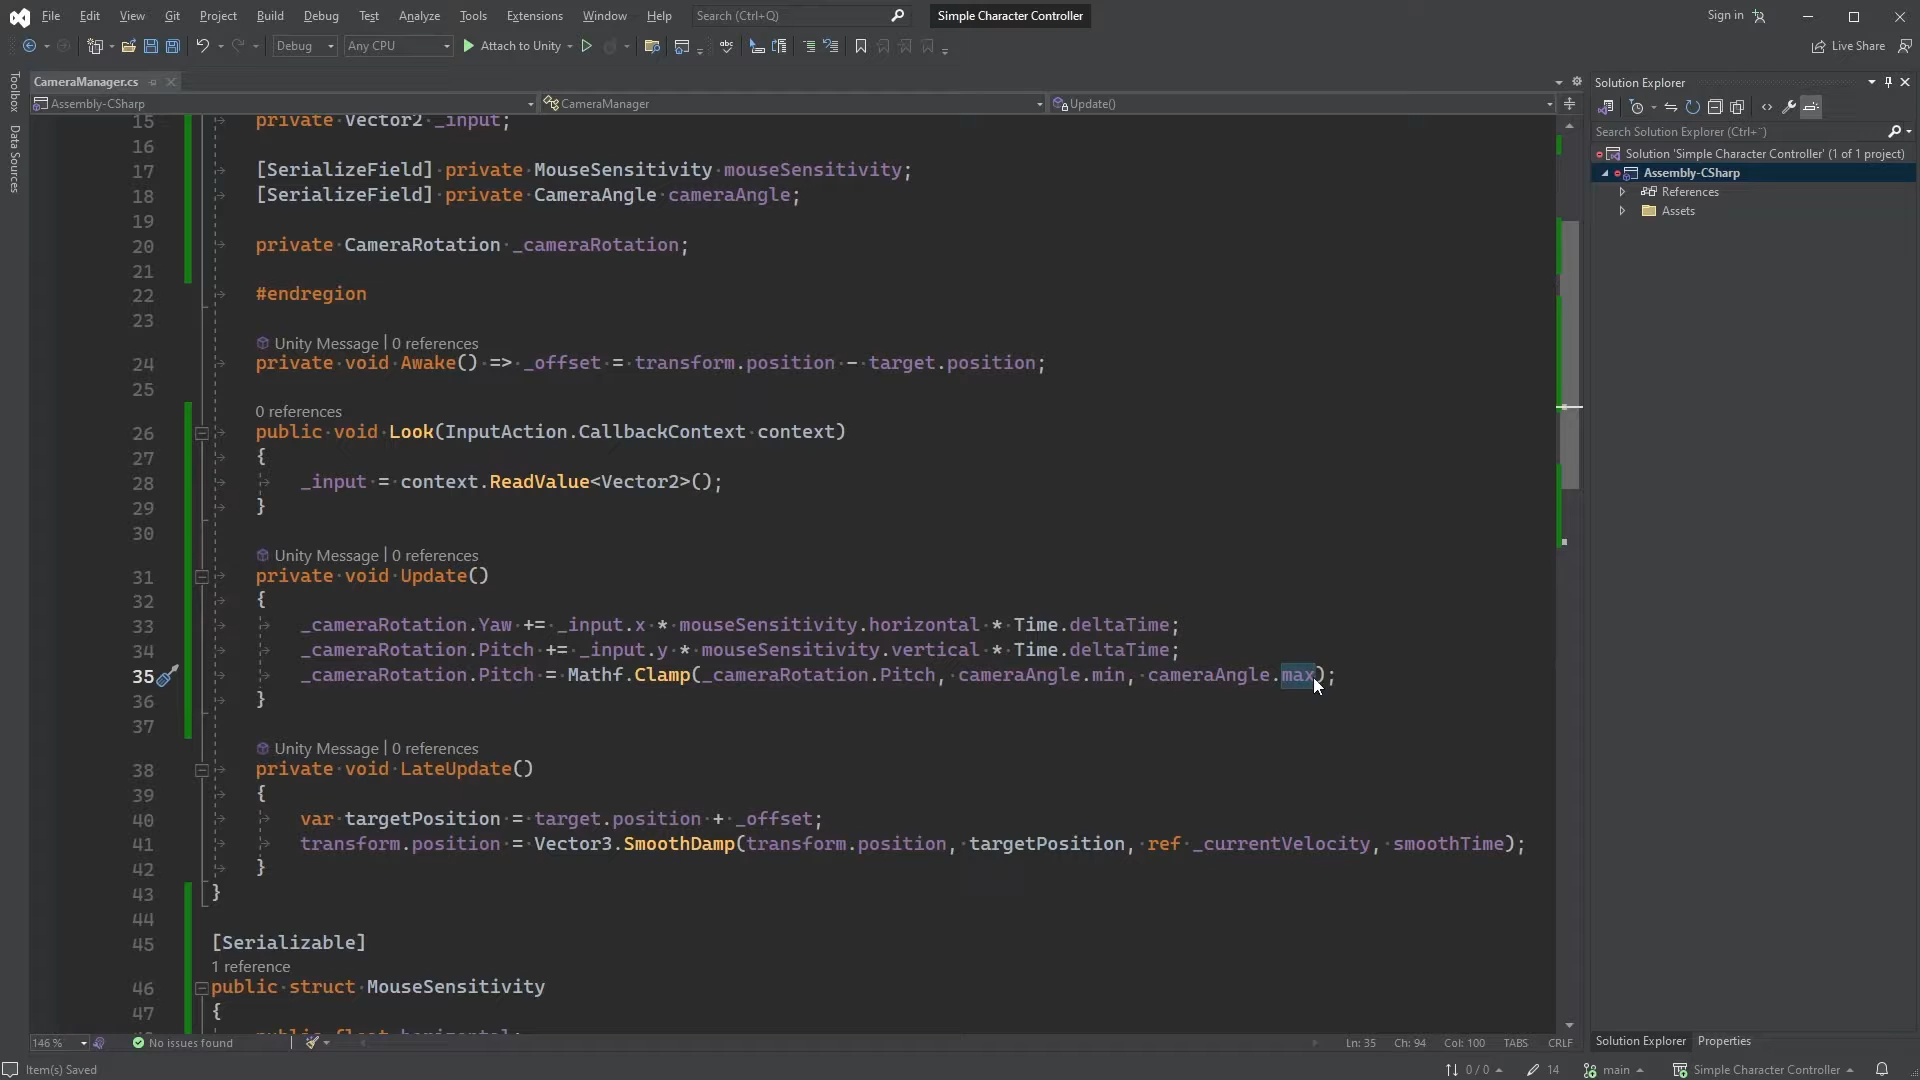 File Edit View Git Project Build Debug Test Analyze Tools Extensions Window Help Search (Ctrl+Q) Simple Character Controller Sign in
Debug Any CPU Attach to Unity Live Share
Toolbox
Data Sources
CameraManager.cs
Assembly-CSharp CameraManager Update()
15 private Vector2 _input;
16
17 [SerializeField] private MouseSensitivity mouseSensitivity;
18 [SerializeField] private CameraAngle cameraAngle;
19
20 private CameraRotation _cameraRotation;
21
22 #endregion
23
Unity Message | 0 references
24 private void Awake() => _offset = transform.position - target.position;
25
0 references
26 public void Look(InputAction.CallbackContext context)
27 {
28 _input = context.ReadValue<Vector2>();
29 }
30
Unity Message | 0 references
31 private void Update()
32 {
33 _cameraRotation.Yaw += _input.x * mouseSensitivity.horizontal * Time.deltaTime;
34 _cameraRotation.Pitch += _input.y * mouseSensitivity.vertical * Time.deltaTime;
35 _cameraRotation.Pitch = Mathf.Clamp(_cameraRotation.Pitch, cameraAngle.min, cameraAngle.max);
36 }
37
Unity Message | 0 references
38 private void LateUpdate()
39 {
40 var targetPosition = target.position + _offset;
41 transform.position = Vector3.SmoothDamp(transform.position, targetPosition, ref _currentVelocity, smoothTime);
42 }
43 }
44
45 [Serializable]
1 reference
46 public struct MouseSensitivity
47 {
public float horizontal;
146 % No issues found Ln: 35 Ch: 94 Col: 100 TABS CRLF
Solution Explorer
Search Solution Explorer (Ctrl+¨)
Solution 'Simple Character Controller' (1 of 1 project)
Assembly-CSharp
References
Assets
Solution Explorer Properties
Item(s) Saved 0 / 0 14 main Simple Character Controller